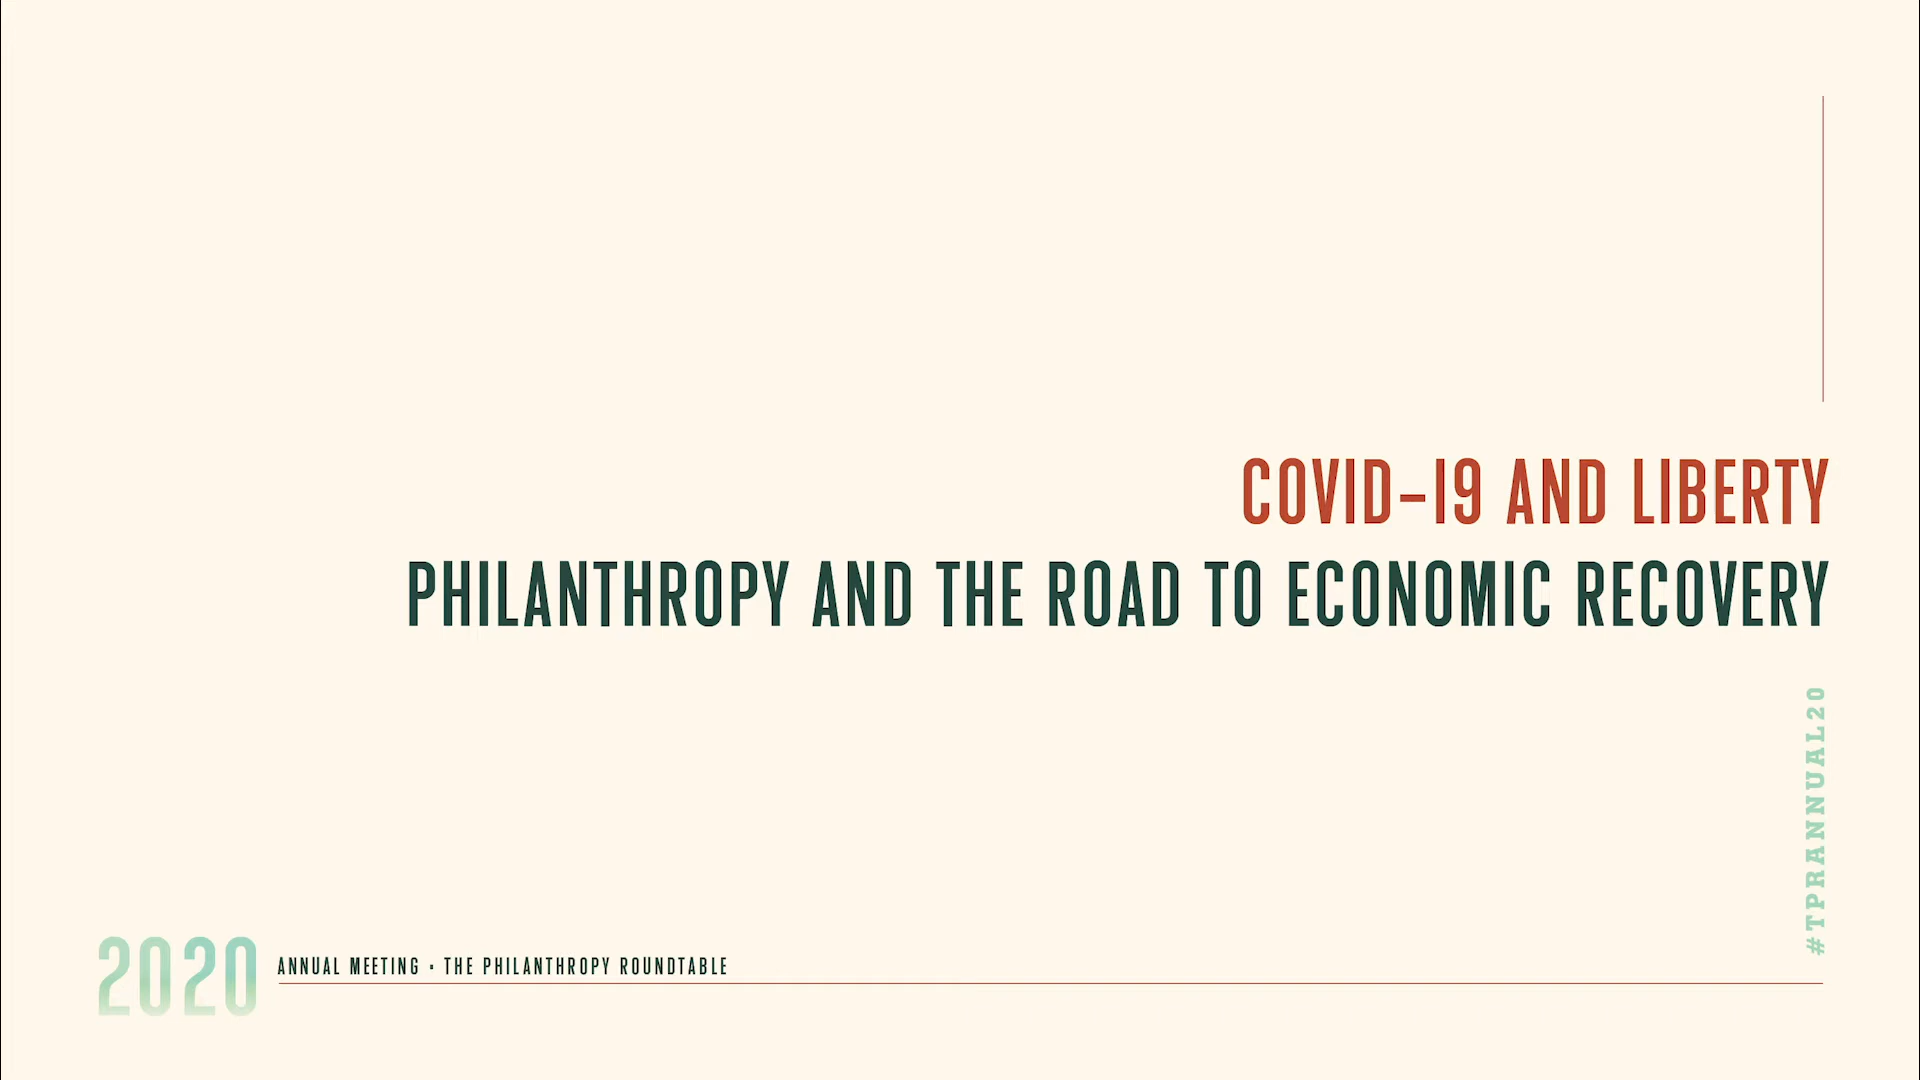 COVID-19 AND LIBERTY
PHILANTHROPY AND THE ROAD TO ECONOMIC RECOVERY
#TPRANNUAL20
2020 ANNUAL MEETING · THE PHILANTHROPY ROUNDTABLE